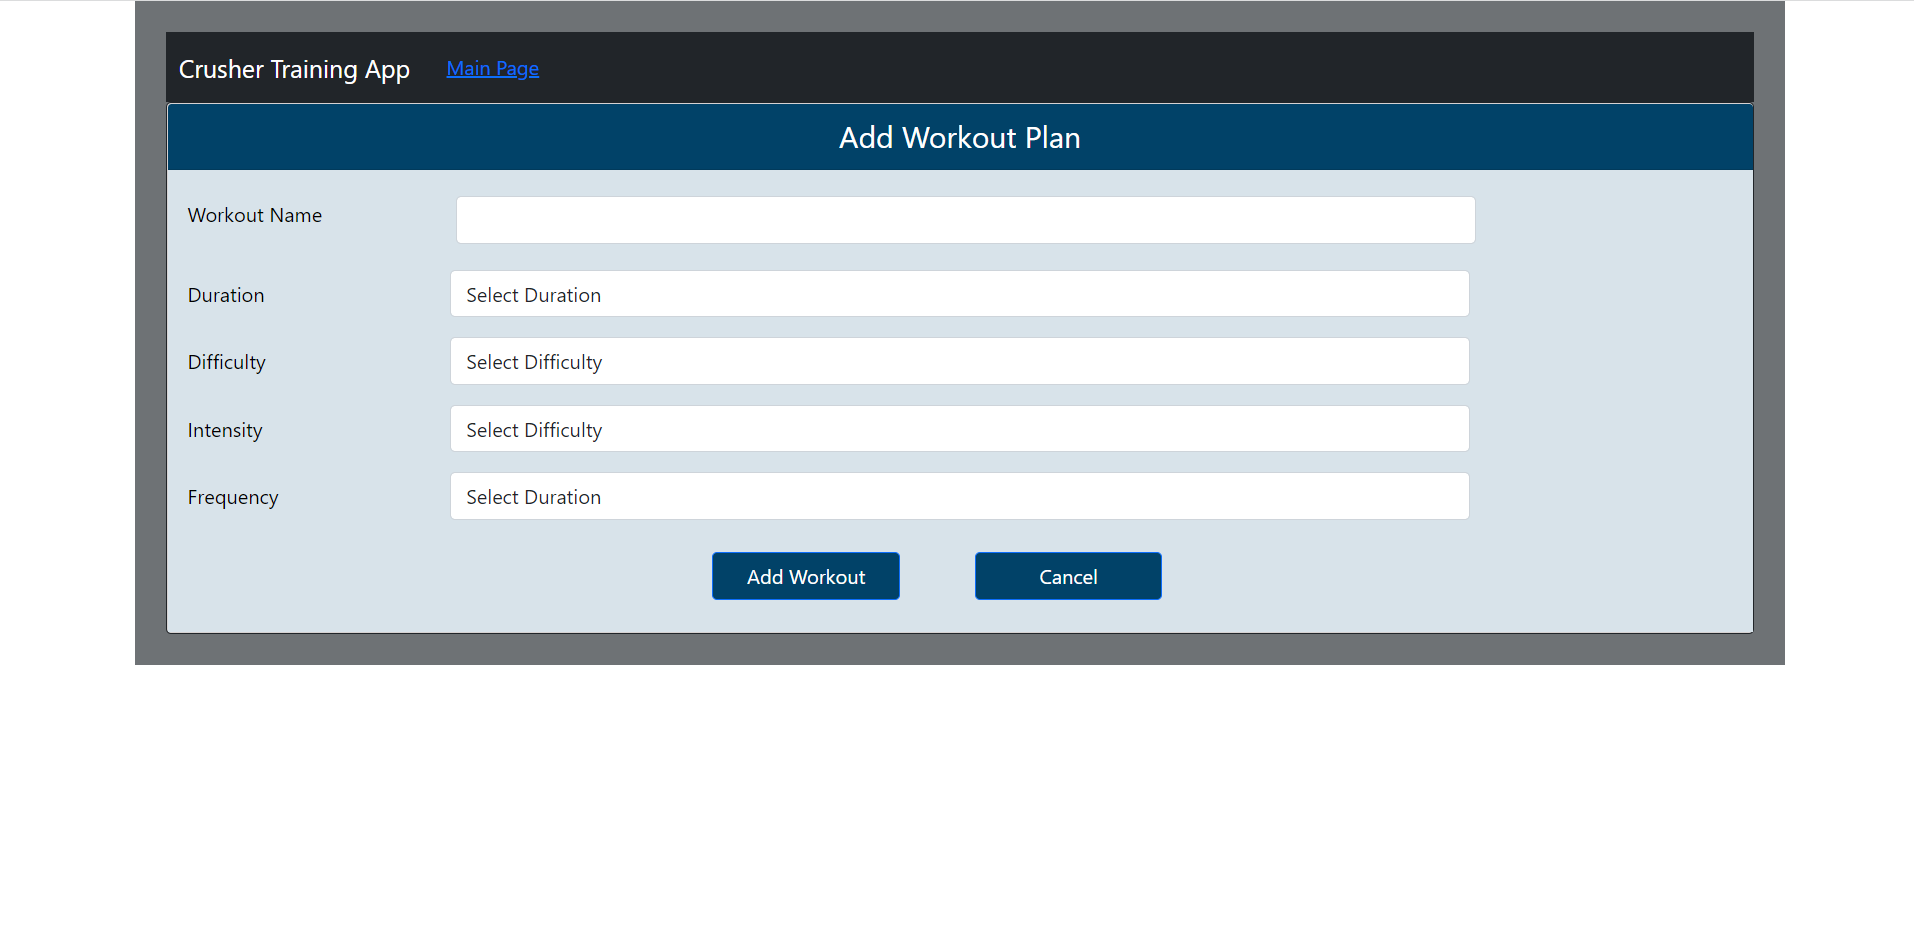 Crusher Training App Main Page
Add Workout Plan
Workout Name
Duration Select Duration
Difficulty Select Difficulty
Intensity Select Difficulty
Frequency Select Duration
Add Workout Cancel